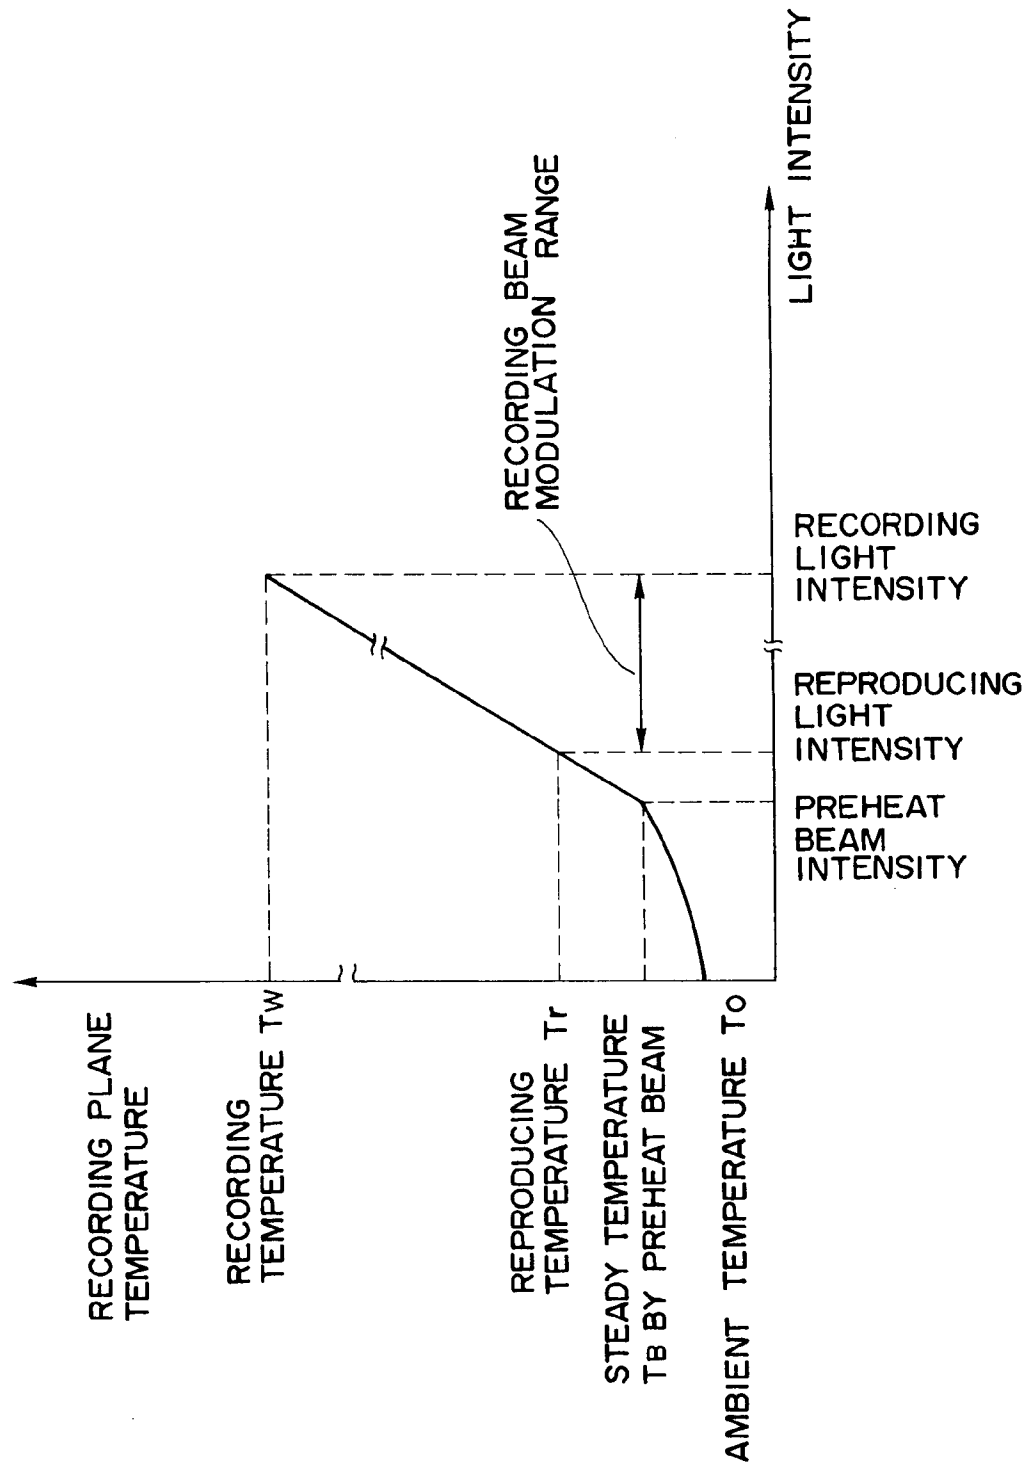 RECORDING PLANE
TEMPERATURE
RECORDING
TEMPERATURE TW
REPRODUCING
TEMPERATURE Tr
STEADY TEMPERATURE
TB BY PREHEAT BEAM
AMBIENT TEMPERATURE TO
RECORDING BEAM
MODULATION RANGE
PREHEAT
BEAM
INTENSITY
REPRODUCING
LIGHT
INTENSITY
RECORDING
LIGHT
INTENSITY
LIGHT INTENSITY